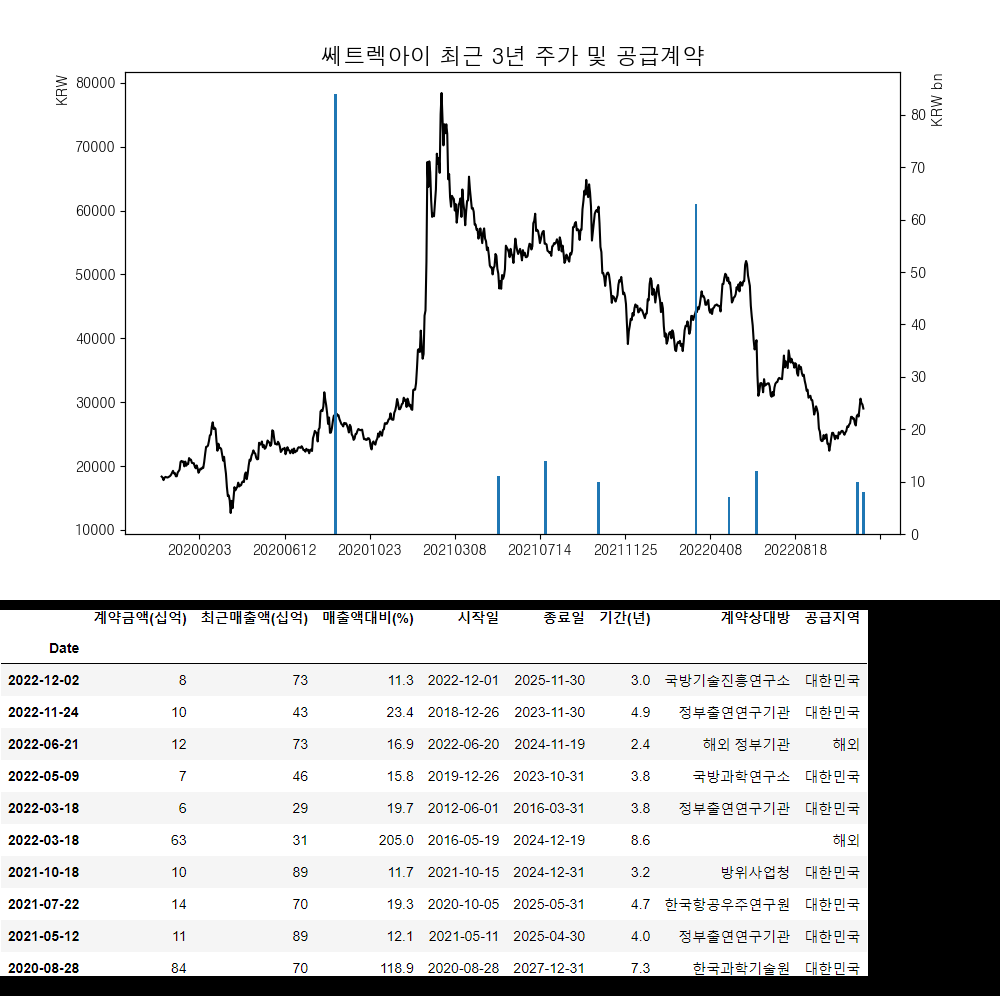 쎄트렉아이 최근 3년 주가 및 공급계약
KRW
KRW bn
80000
70000
60000
50000
40000
30000
20000
10000
80
70
60
50
40
30
20
10
0
20200203 20200612 20201023 20210308 20210714 20211125 20220408 20220818
계약금액(십억) 최근매출액(십억) 매출액대비(%) 시작일 종료일 기간(년) 계약상대방 공급지역
Date
2022-12-02 8 73 11.3 2022-12-01 2025-11-30 3.0 국방기술진흥연구소 대한민국
2022-11-24 10 43 23.4 2018-12-26 2023-11-30 4.9 정부출연연구기관 대한민국
2022-06-21 12 73 16.9 2022-06-20 2024-11-19 2.4 해외 정부기관 해외
2022-05-09 7 46 15.8 2019-12-26 2023-10-31 3.8 국방과학연구소 대한민국
2022-03-18 6 29 19.7 2012-06-01 2016-03-31 3.8 정부출연연구기관 대한민국
2022-03-18 63 31 205.0 2016-05-19 2024-12-19 8.6 해외
2021-10-18 10 89 11.7 2021-10-15 2024-12-31 3.2 방위사업청 대한민국
2021-07-22 14 70 19.3 2020-10-05 2025-05-31 4.7 한국항공우주연구원 대한민국
2021-05-12 11 89 12.1 2021-05-11 2025-04-30 4.0 정부출연연구기관 대한민국
2020-08-28 84 70 118.9 2020-08-28 2027-12-31 7.3 한국과학기술원 대한민국